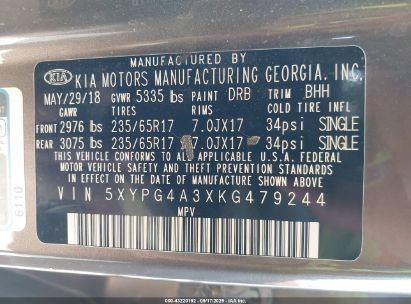 MANUFACTURED BY
KIA KIA MOTORS MANUFACTURING GEORGIA. INC.
MAY/29/18 GVWR 5335 lbs PAINT DRB TRIM BHH
GAWR TIRES RIMS COLD TIRE INFL
FRONT 2976 lbs 235/65R17 7.0JX17 34psi SINGLE
REAR 3075 lbs 235/65R17 7.0JX17 34psi SINGLE
THIS VEHICLE CONFORMS TO ALL APPLICABLE U.S.A. FEDERAL MOTOR
VEHICLE SAFETY, BUMPER, AND THEFT PREVENTION STANDARDS IN
EFFECT ON THE DATE OF MANUFACTURE SHOWN ABOVE.
VIN 5XYPG4A3XKG479244
MPV
6110